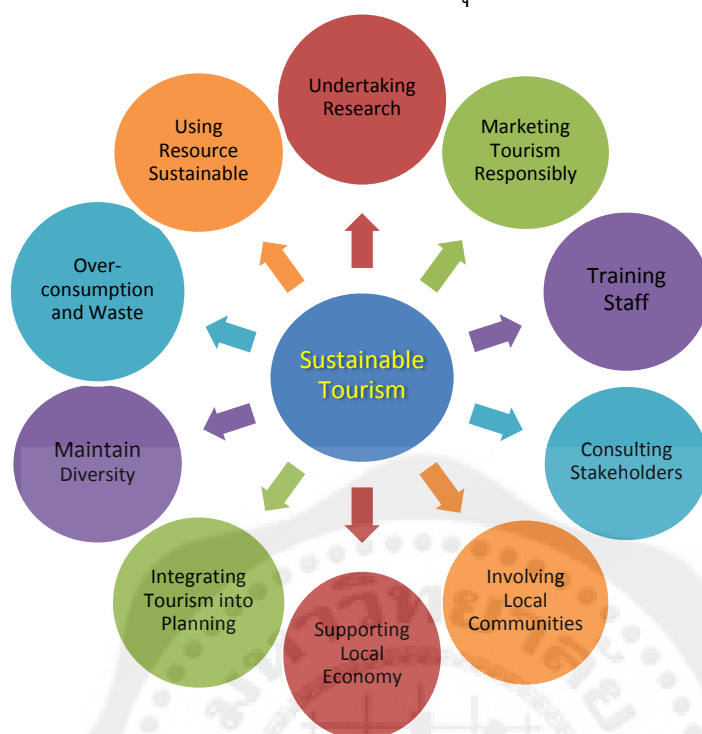 Undertaking
Research
Marketing
Tourism
Responsibly
Training
Staff
Consulting
Stakeholders
Involving
Local
Communities
Supporting
Local
Economy
Integrating
Tourism into
Planning
Maintain
Diversity
Over-
consumption
and Waste
Using
Resource
Sustainable
Sustainable
Tourism